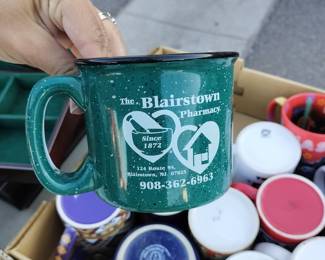 The Blairstown
Pharmacy
Since
1872
124 Route 94,
Blairstown, NJ 07825
908-362-6963